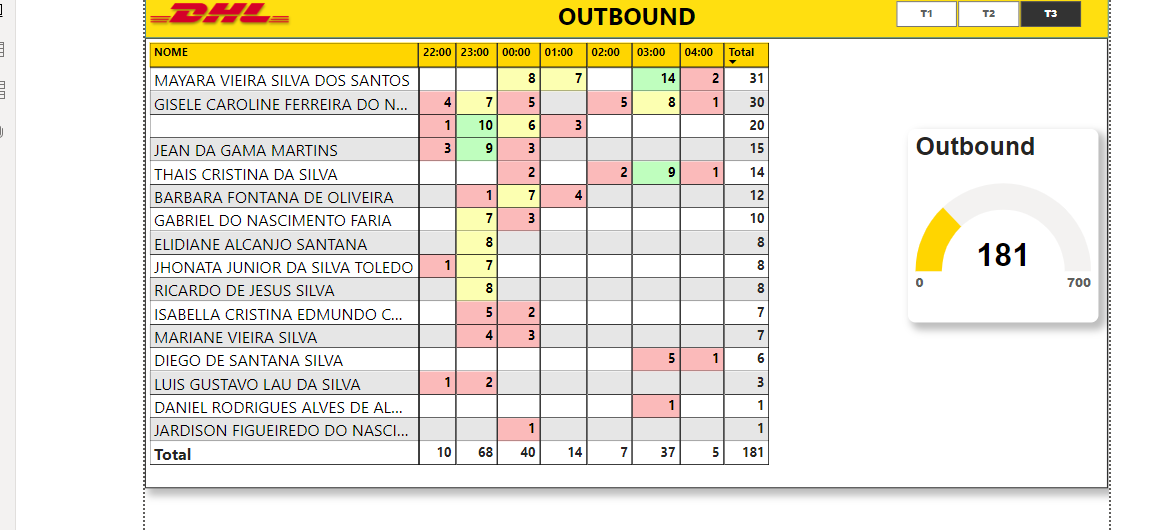 DHL OUTBOUND T1 T2 T3
NOME 22:00 23:00 00:00 01:00 02:00 03:00 04:00 Total
MAYARA VIEIRA SILVA DOS SANTOS 8 7 14 2 31
GISELE CAROLINE FERREIRA DO N... 4 7 5 5 8 1 30
1 10 6 3 20
JEAN DA GAMA MARTINS 3 9 3 15
THAIS CRISTINA DA SILVA 2 2 9 1 14
BARBARA FONTANA DE OLIVEIRA 1 7 4 12
GABRIEL DO NASCIMENTO FARIA 7 3 10
ELIDIANE ALCANJO SANTANA 8 8
JHONATA JUNIOR DA SILVA TOLEDO 1 7 8
RICARDO DE JESUS SILVA 8 8
ISABELLA CRISTINA EDMUNDO C... 5 2 7
MARIANE VIEIRA SILVA 4 3 7
DIEGO DE SANTANA SILVA 5 1 6
LUIS GUSTAVO LAU DA SILVA 1 2 3
DANIEL RODRIGUES ALVES DE AL... 1 1
JARDISON FIGUEIREDO DO NASCI... 1 1
Total 10 68 40 14 7 37 5 181
Outbound
181
0 700